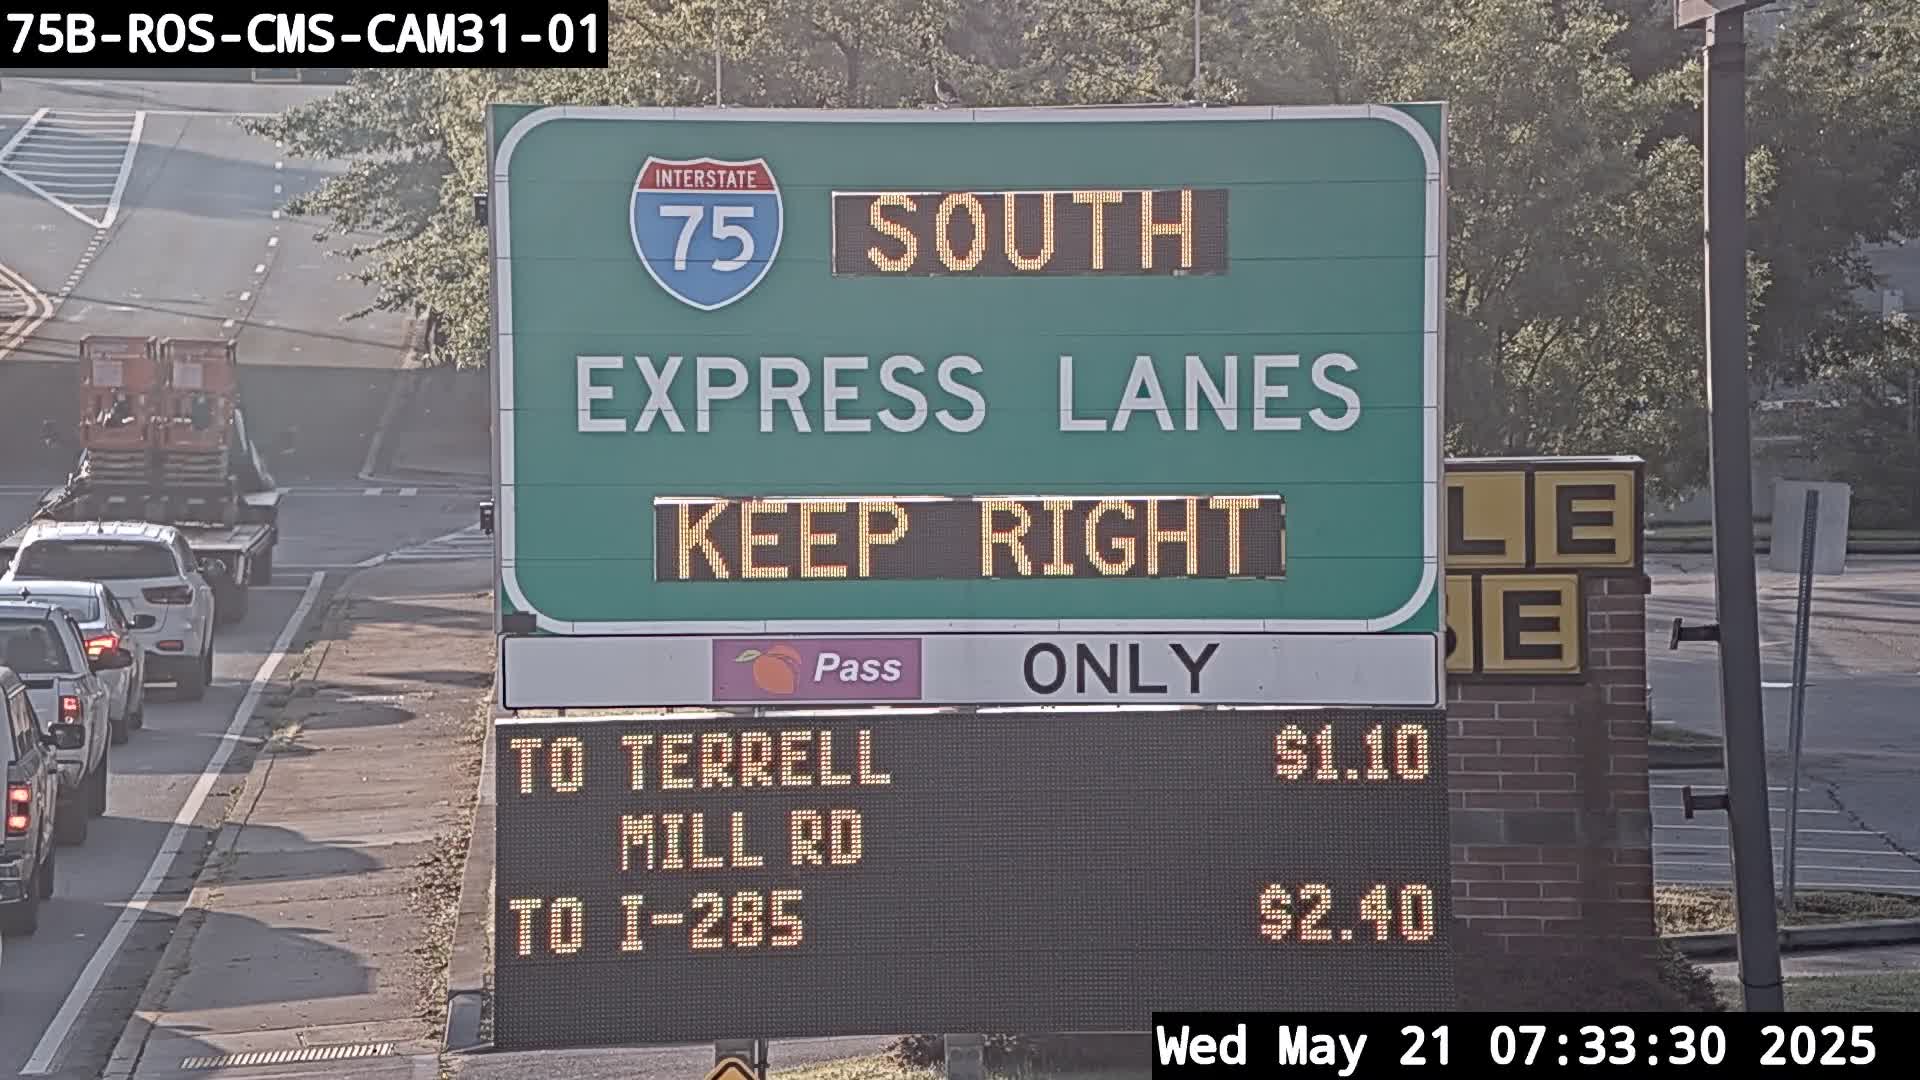 75B-ROS-CMS-CAM31-01
INTERSTATE
75
SOUTH
EXPRESS LANES
KEEP RIGHT
Pass ONLY
TO TERRELL $1.10
MILL RD
TO I-285 $2.40
LE
E
Wed May 21 07:33:30 2025